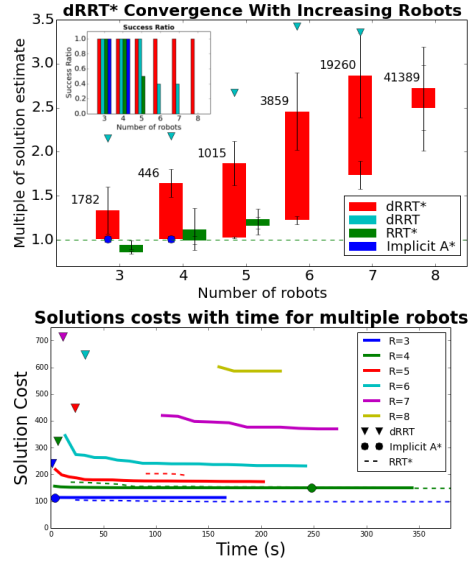 dRRT* Convergence With Increasing Robots
Multiple of solution estimate
3.5
3.0
2.5
2.0
1.5
1.0
Success Ratio
Success Ratio
1.0
0.8
0.6
0.4
0.2
0.0
3 4 5 6 7 8
Number of robots
1782
446
1015
3859
19260
41389
dRRT*
dRRT
RRT*
Implicit A*
3 4 5 6 7 8
Number of robots
Solutions costs with time for multiple robots
Solution Cost
700
600
500
400
300
200
100
0
R=3
R=4
R=5
R=6
R=7
R=8
dRRT
Implicit A*
RRT*
0 50 100 150 200 250 300 350
Time (s)